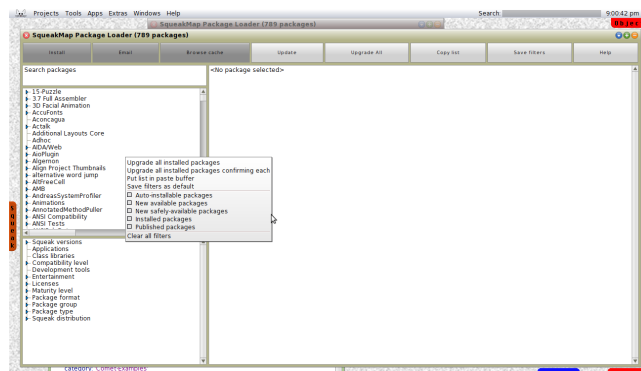 Projects Tools Apps Extras Windows Help
Search:
9:00:42 pm
SqueakMap Package Loader (789 packages)
Objec
SqueakMap Package Loader (789 packages)
Install Email Browse cache Update Upgrade All Copy list Save filters Help
Search packages
<No package selected>
15-Puzzle
3.7 Full Assembler
3D Facial Animation
AccuFonts
Aconcagua
Actalk
Additional Layouts Core
Adhoc
AIDA/Web
AioPlugin
Algernon
Align Project Thumbnails
alternative word jump
AltFreeCell
AMB
AndreasSystemProfiler
Animations
AnnotatedMethodPuller
ANSI Compatibility
ANSI Tests
Upgrade all installed packages
Upgrade all installed packages confirming each
Put list in paste buffer
Save filters as default
Auto-installable packages
New available packages
New safely-available packages
Installed packages
Published packages
Clear all filters
Squeak versions
Applications
Class libraries
Compatibility level
Development tools
Entertainment
Licenses
Maturity level
Package format
Package group
Package type
Squeak distribution
category: Comet-Examples